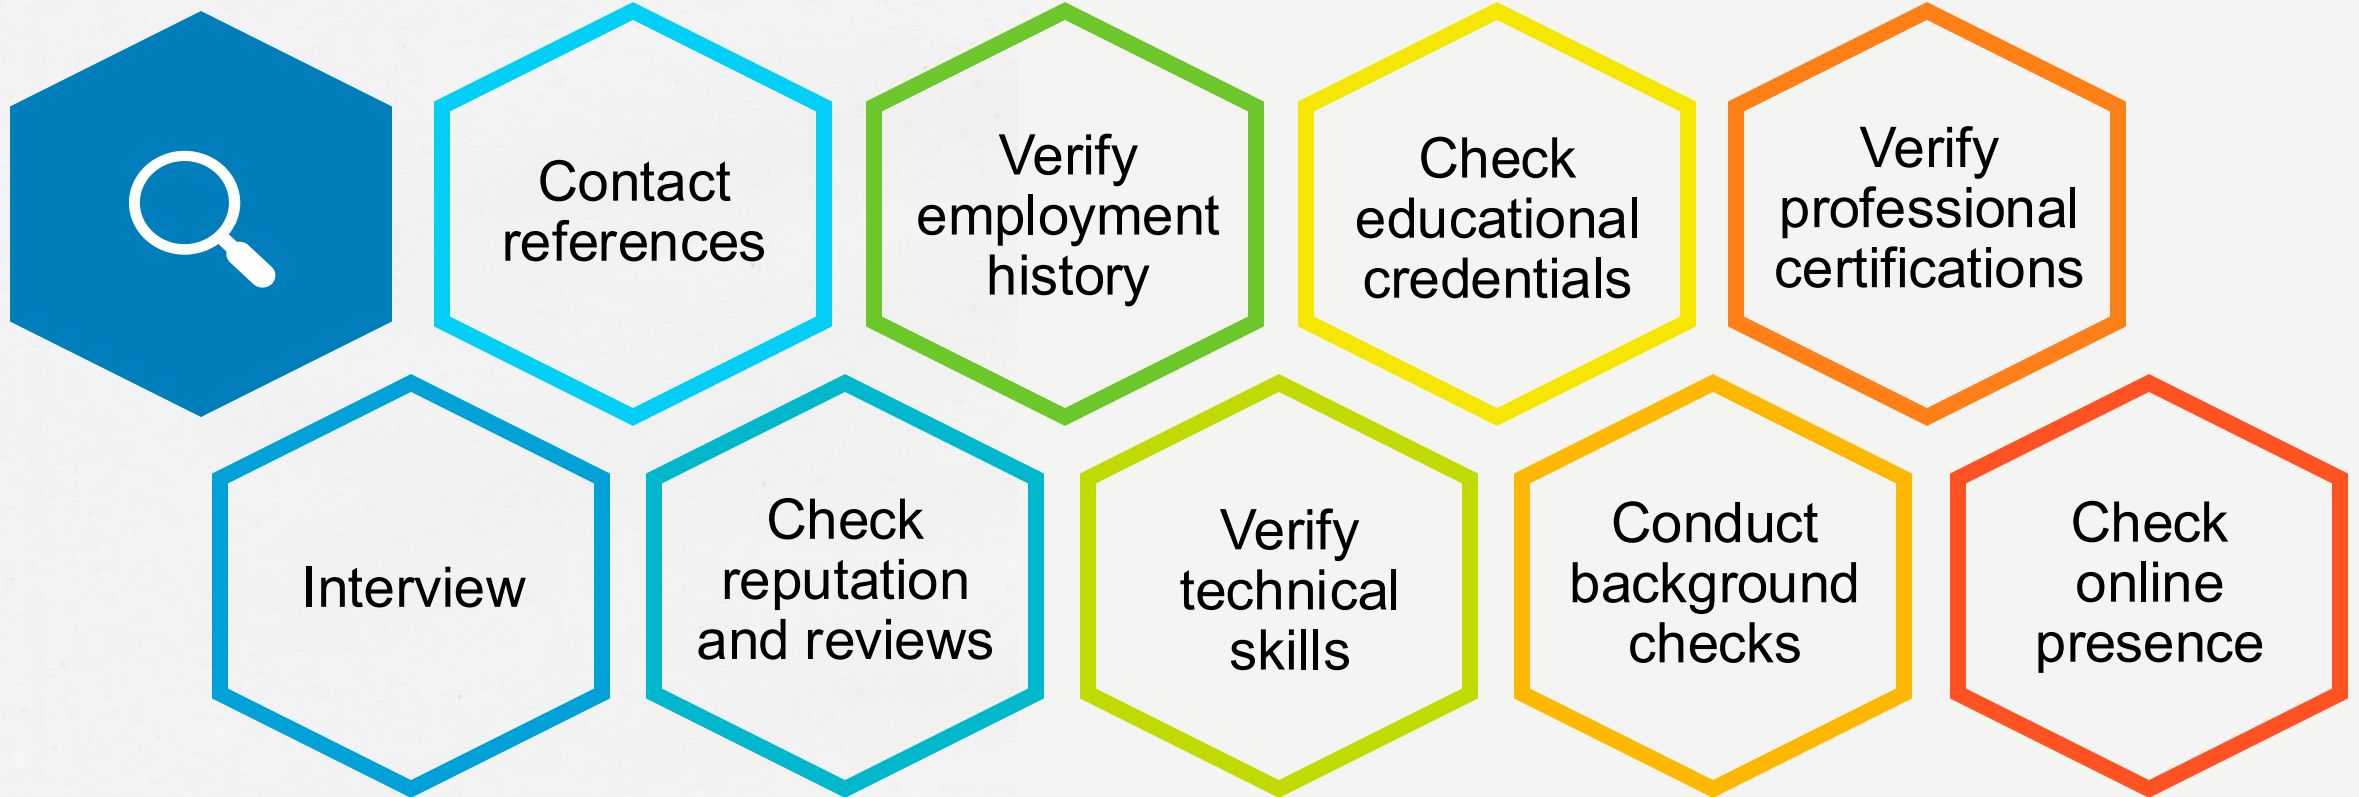 Contact
references
Verify
employment
history
Check
educational
credentials
Verify
professional
certifications
Interview
Check
reputation
and reviews
Verify
technical
skills
Conduct
background
checks
Check
online
presence